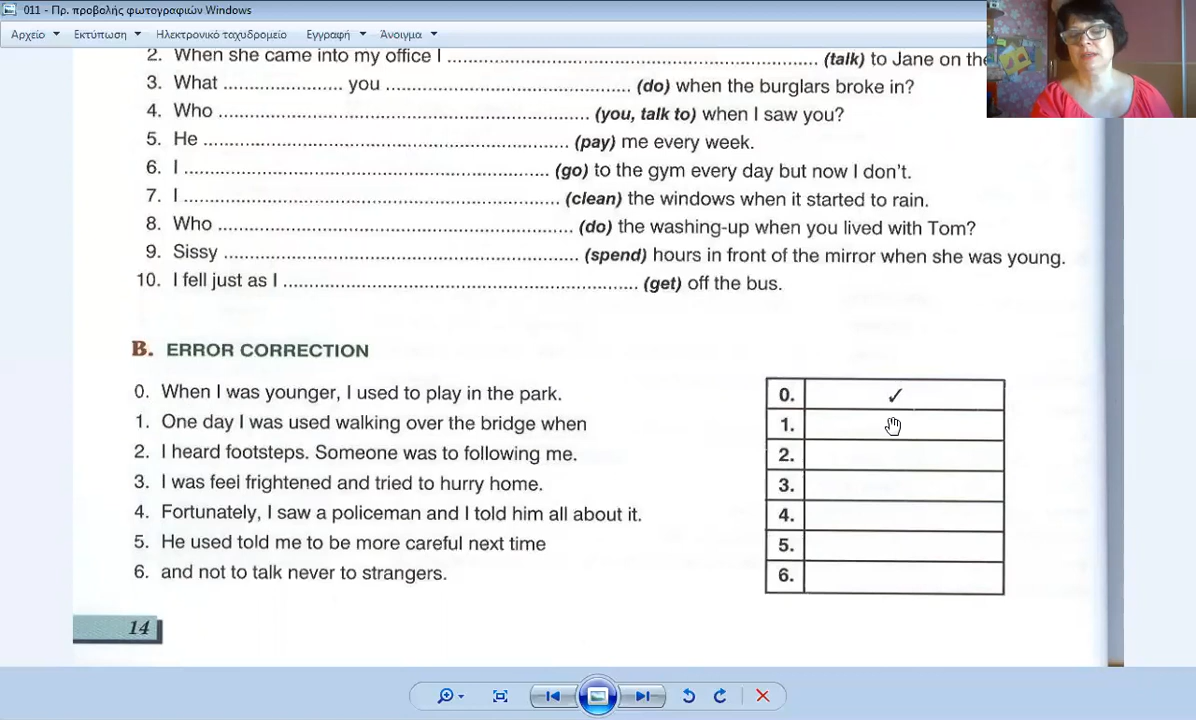 011 - Πρ. προβολής φωτογραφιών Windows
Αρχείο Εκτύπωση Ηλεκτρονικό ταχυδρομείο Εγγραφή Άνοιγμα
2. When she came into my office I ............ (talk) to Jane on the
3. What ............ you ............ (do) when the burglars broke in?
4. Who ............ (you, talk to) when I saw you?
5. He ............ (pay) me every week.
6. I ............ (go) to the gym every day but now I don't.
7. I ............ (clean) the windows when it started to rain.
8. Who ............ (do) the washing-up when you lived with Tom?
9. Sissy ............ (spend) hours in front of the mirror when she was young.
10. I fell just as I ............ (get) off the bus.
B. ERROR CORRECTION
0. When I was younger, I used to play in the park.
1. One day I was used walking over the bridge when
2. I heard footsteps. Someone was to following me.
3. I was feel frightened and tried to hurry home.
4. Fortunately, I saw a policeman and I told him all about it.
5. He used told me to be more careful next time
6. and not to talk never to strangers.
0. ✓
1.
2.
3.
4.
5.
6.
14